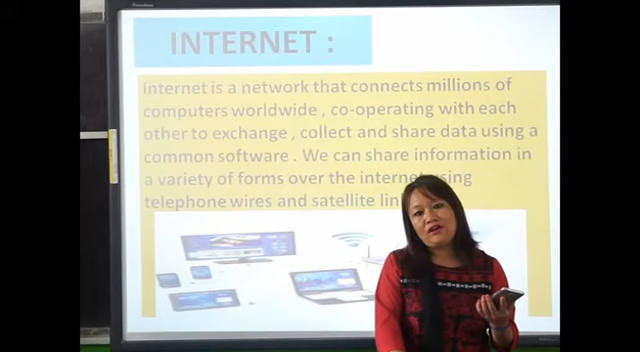 INTERNET :
Internet is a network that connects millions of
computers worldwide , co-operating with each
other to exchange , collect and share data using a
common software . We can share information in
a variety of forms over the internet using
telephone wires and satellite lin